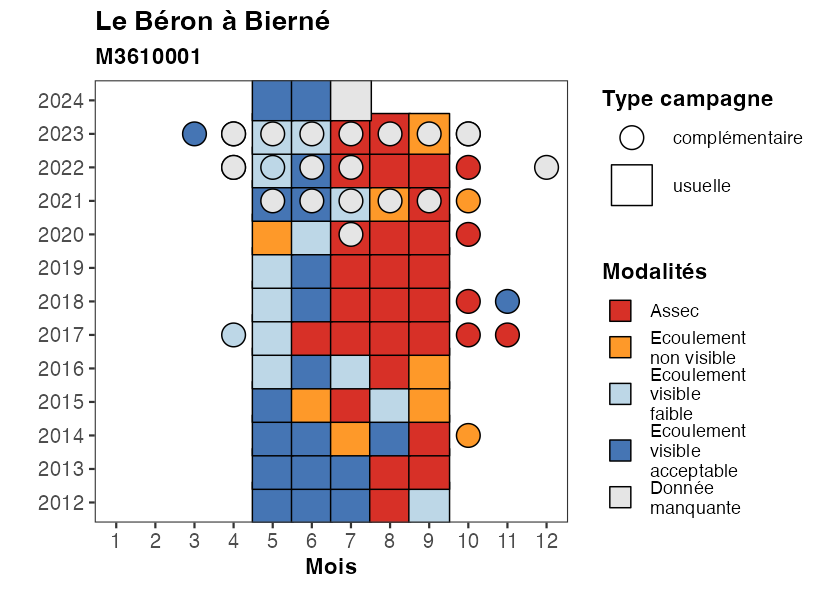 Le Béron à Bierné
M3610001
2024
2023
2022
2021
2020
2019
2018
2017
2016
2015
2014
2013
2012
1 2 3 4 5 6 7 8 9 10 11 12
Mois
Type campagne
complémentaire
usuelle
Modalités
Assec
Ecoulement
non visible
Ecoulement
visible
faible
Ecoulement
visible
acceptable
Donnée
manquante